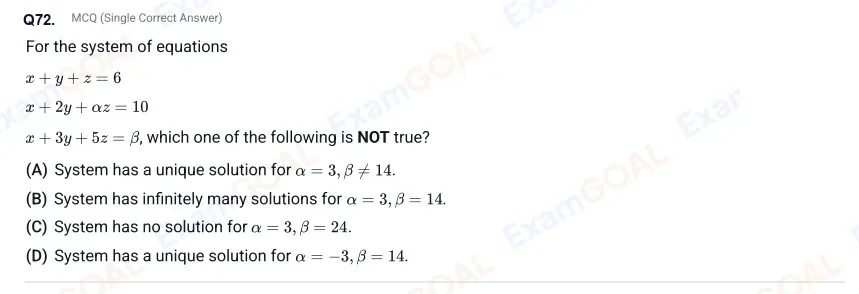 Q72. MCQ (Single Correct Answer)
For the system of equations
x + y + z = 6
x + 2y + αz = 10
x + 3y + 5z = β, which one of the following is NOT true?
(A) System has a unique solution for α = 3, β ≠ 14.
(B) System has infinitely many solutions for α = 3, β = 14.
(C) System has no solution for α = 3, β = 24.
(D) System has a unique solution for α = −3, β = 14.
ExamGOAL
ExamGOAL